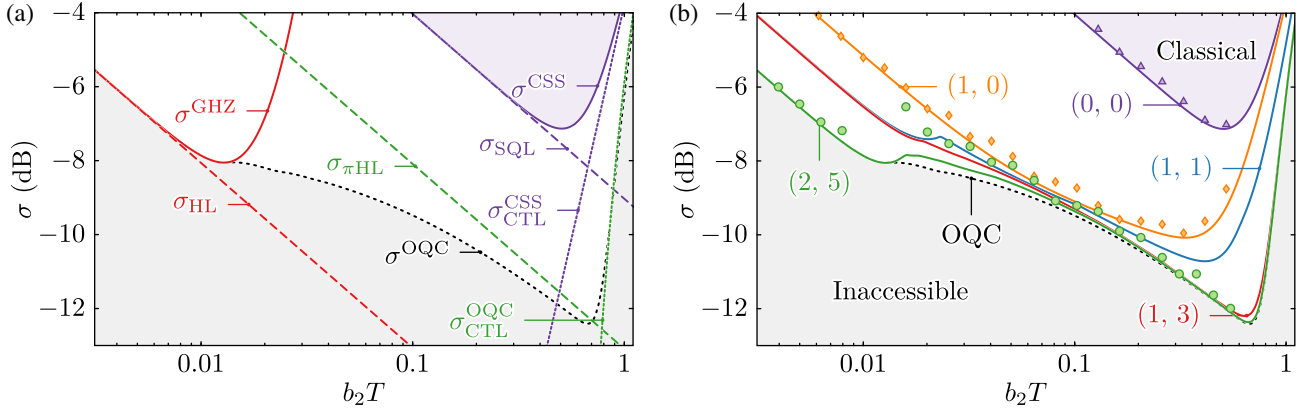 (a)
−4
−6
−8
−10
−12
σ (dB)
σ^GHZ
σ_HL
σ_πHL
σ^OQC
σ^CSS
σ_SQL
σ^CSS_CTL
σ^OQC_CTL
0.01
0.1
1
b₂T
(b)
−4
−6
−8
−10
−12
σ (dB)
Classical
(1, 0)
(0, 0)
(2, 5)
(1, 1)
OQC
Inaccessible
(1, 3)
0.01
0.1
1
b₂T